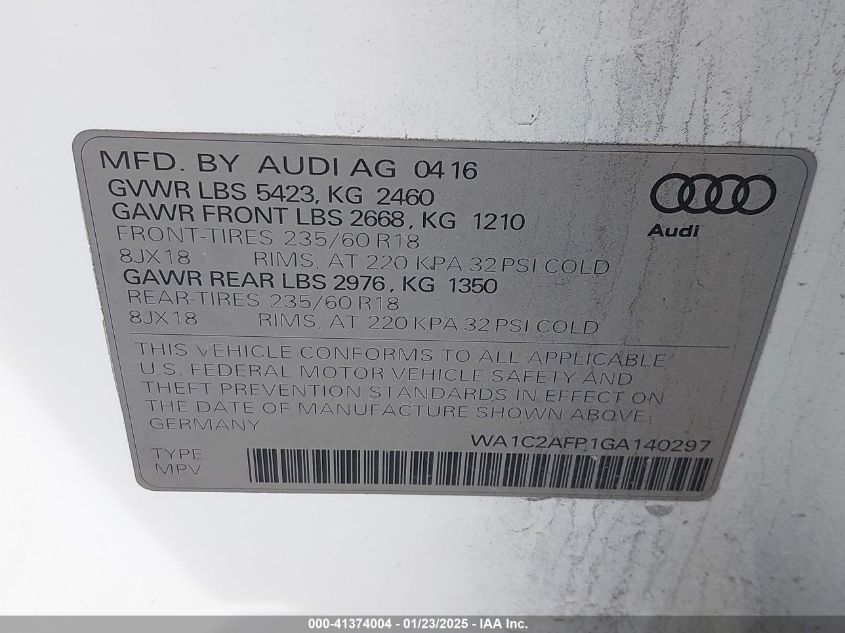 MFD. BY AUDI AG 04 16
GVWR LBS 5423, KG 2460
GAWR FRONT LBS 2668, KG 1210
FRONT-TIRES 235/60 R18
8JX18 RIMS, AT 220 KPA 32 PSI COLD
GAWR REAR LBS 2976, KG 1350
REAR-TIRES 235/60 R18
8JX18 RIMS, AT 220 KPA 32 PSI COLD
Audi
THIS VEHICLE CONFORMS TO ALL APPLICABLE
U.S. FEDERAL MOTOR VEHICLE SAFETY AND
THEFT PREVENTION STANDARDS IN EFFECT ON
THE DATE OF MANUFACTURE SHOWN ABOVE.
GERMANY
WA1C2AFP1GA140297
TYPE
MPV
000-41374004 - 01/23/2025 - WA Inc.